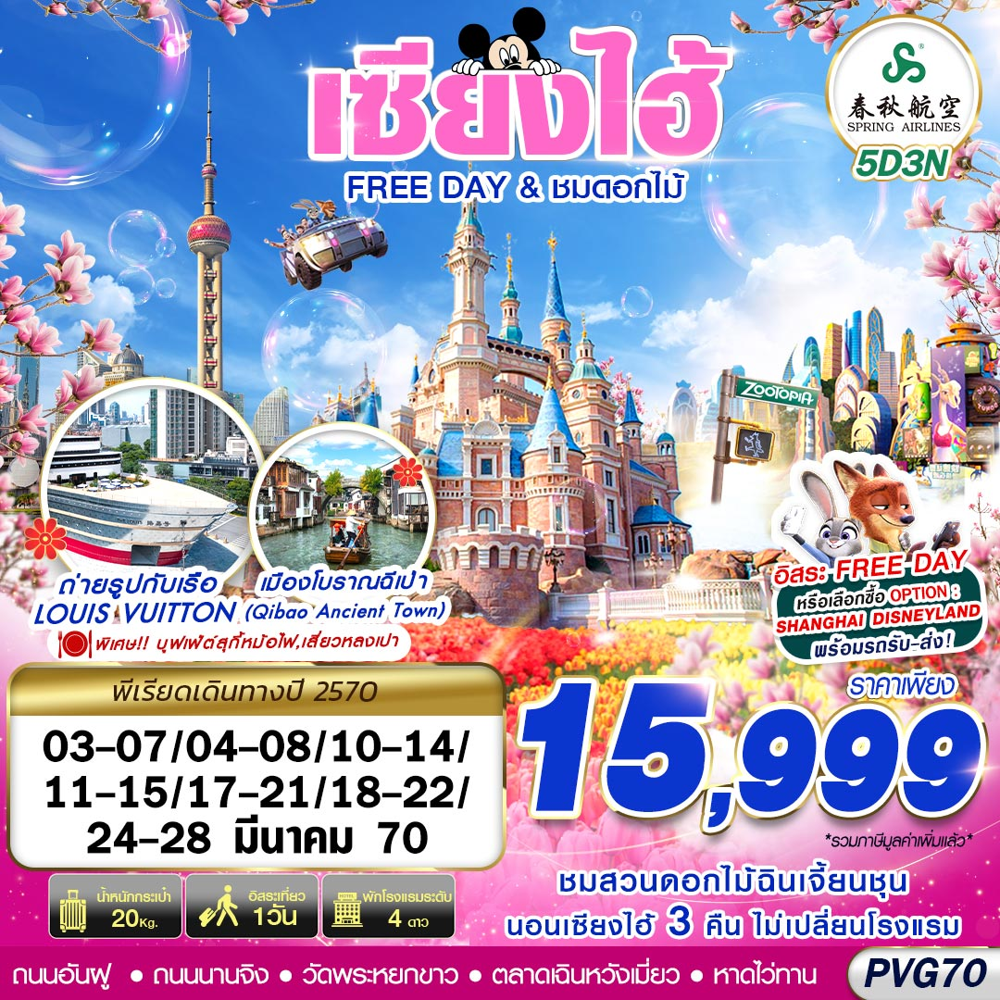 เซี่ยงไฮ้
FREE DAY & ชมดอกไม้
春秋航空
SPRING AIRLINES
5D3N
ZOOTOPIA
ถ่ายรูปกับเรือ
LOUIS VUITTON
เมืองโบราณฉีเป่า
(Qibao Ancient Town)
พิเศษ!! บุฟเฟ่ต์สุกี้หม้อไฟ,เสี่ยวหลงเปา
อิสระ FREE DAY
หรือเลือกซื้อ OPTION :
SHANGHAI DISNEYLAND
พร้อมรถรับ-ส่ง!
พีเรียดเดินทางปี 2570
03-07/04-08/10-14/
11-15/17-21/18-22/
24-28 มีนาคม 70
ราคาเพียง
15,999
*รวมภาษีมูลค่าเพิ่มแล้ว*
น้ำหนักกระเป๋า
20Kg.
อิสระเที่ยว
1วัน
HOTEL
พักโรงแรมระดับ
4 ดาว
ชมสวนดอกไม้ฉินเจี้ยนชุน
นอนเซี่ยงไฮ้ 3 คืน ไม่เปลี่ยนโรงแรม
ถนนอันฝู • ถนนนานจิง • วัดพระหยกขาว • ตลาดเฉินหวังเมี่ยว • หาดไว่ทาน
PVG70